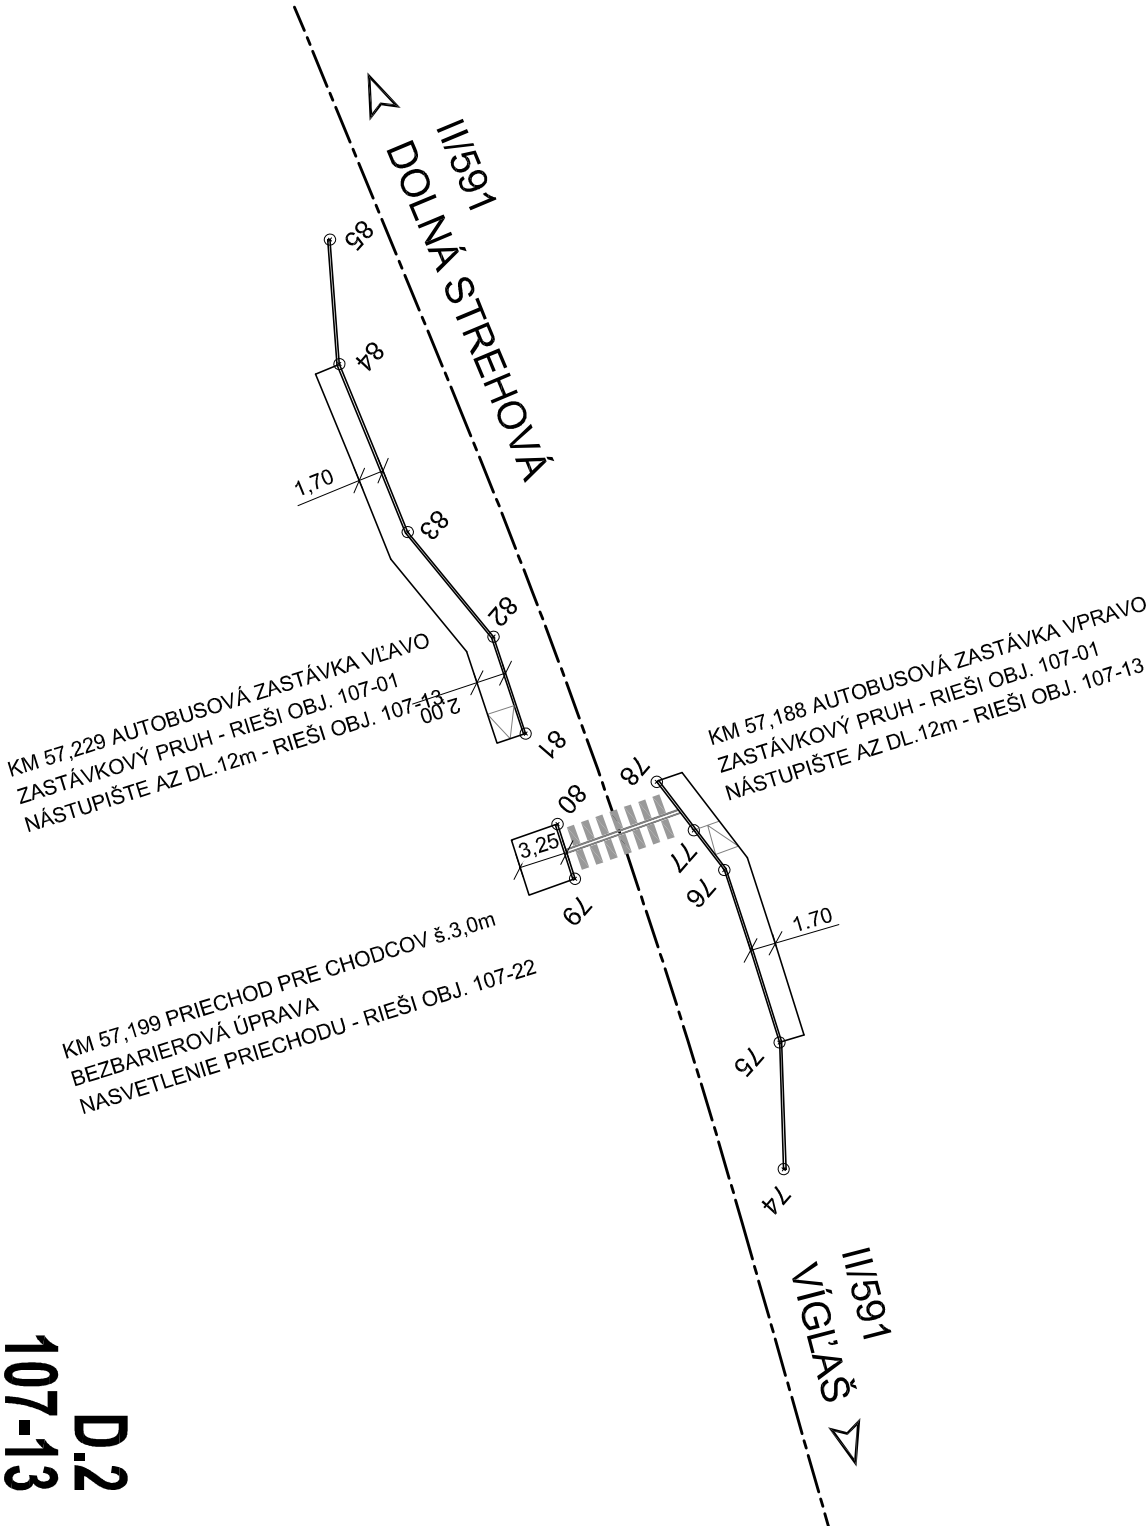 II/591
DOLNÁ STREHOVÁ
85
84
1,70
83
82
KM 57,229 AUTOBUSOVÁ ZASTÁVKA VĽAVO
ZASTÁVKOVÝ PRUH - RIEŠI OBJ. 107-01
NÁSTUPIŠTE AZ DL.12m - RIEŠI OBJ. 107-13
2,00
81
KM 57,188 AUTOBUSOVÁ ZASTÁVKA VPRAVO
ZASTÁVKOVÝ PRUH - RIEŠI OBJ. 107-01
NÁSTUPIŠTE AZ DL.12m - RIEŠI OBJ. 107-13
78
80
3,25
77
76
79
1.70
KM 57,199 PRIECHOD PRE CHODCOV š.3,0m
BEZBARIEROVÁ ÚPRAVA
NASVETLENIE PRIECHODU - RIEŠI OBJ. 107-22
75
74
II/591
VÍGĽAŠ
D.2
107-13